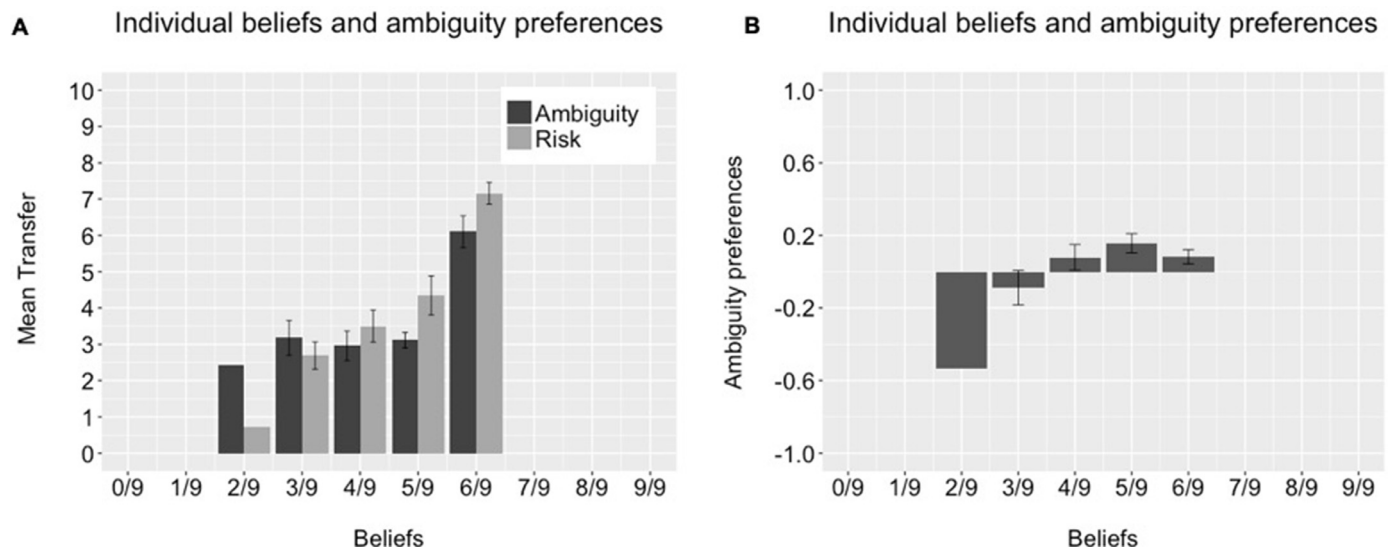 A
Individual beliefs and ambiguity preferences
Mean Transfer
10
9
8
7
6
5
4
3
2
1
0
Ambiguity
Risk
0/9 1/9 2/9 3/9 4/9 5/9 6/9 7/9 8/9 9/9
Beliefs
B
Individual beliefs and ambiguity preferences
Ambiguity preferences
1.0
0.6
0.2
-0.2
-0.6
-1.0
0/9 1/9 2/9 3/9 4/9 5/9 6/9 7/9 8/9 9/9
Beliefs